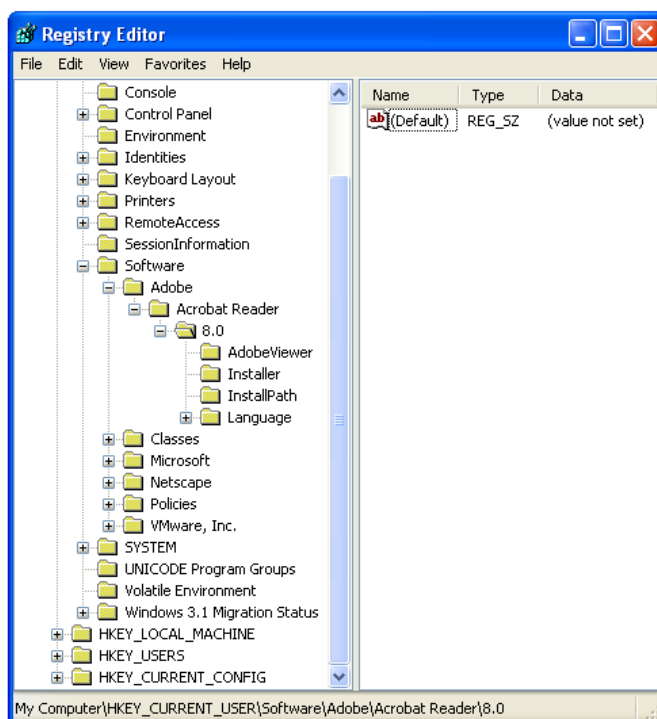 Registry Editor
File Edit View Favorites Help
Console
Control Panel
Environment
Identities
Keyboard Layout
Printers
RemoteAccess
SessionInformation
Software
Adobe
Acrobat Reader
8.0
AdobeViewer
Installer
InstallPath
Language
Classes
Microsoft
Netscape
Policies
VMware, Inc.
SYSTEM
UNICODE Program Groups
Volatile Environment
Windows 3.1 Migration Status
HKEY_LOCAL_MACHINE
HKEY_USERS
HKEY_CURRENT_CONFIG
Name Type Data
ab (Default) REG_SZ (value not set)
My Computer\HKEY_CURRENT_USER\Software\Adobe\Acrobat Reader\8.0